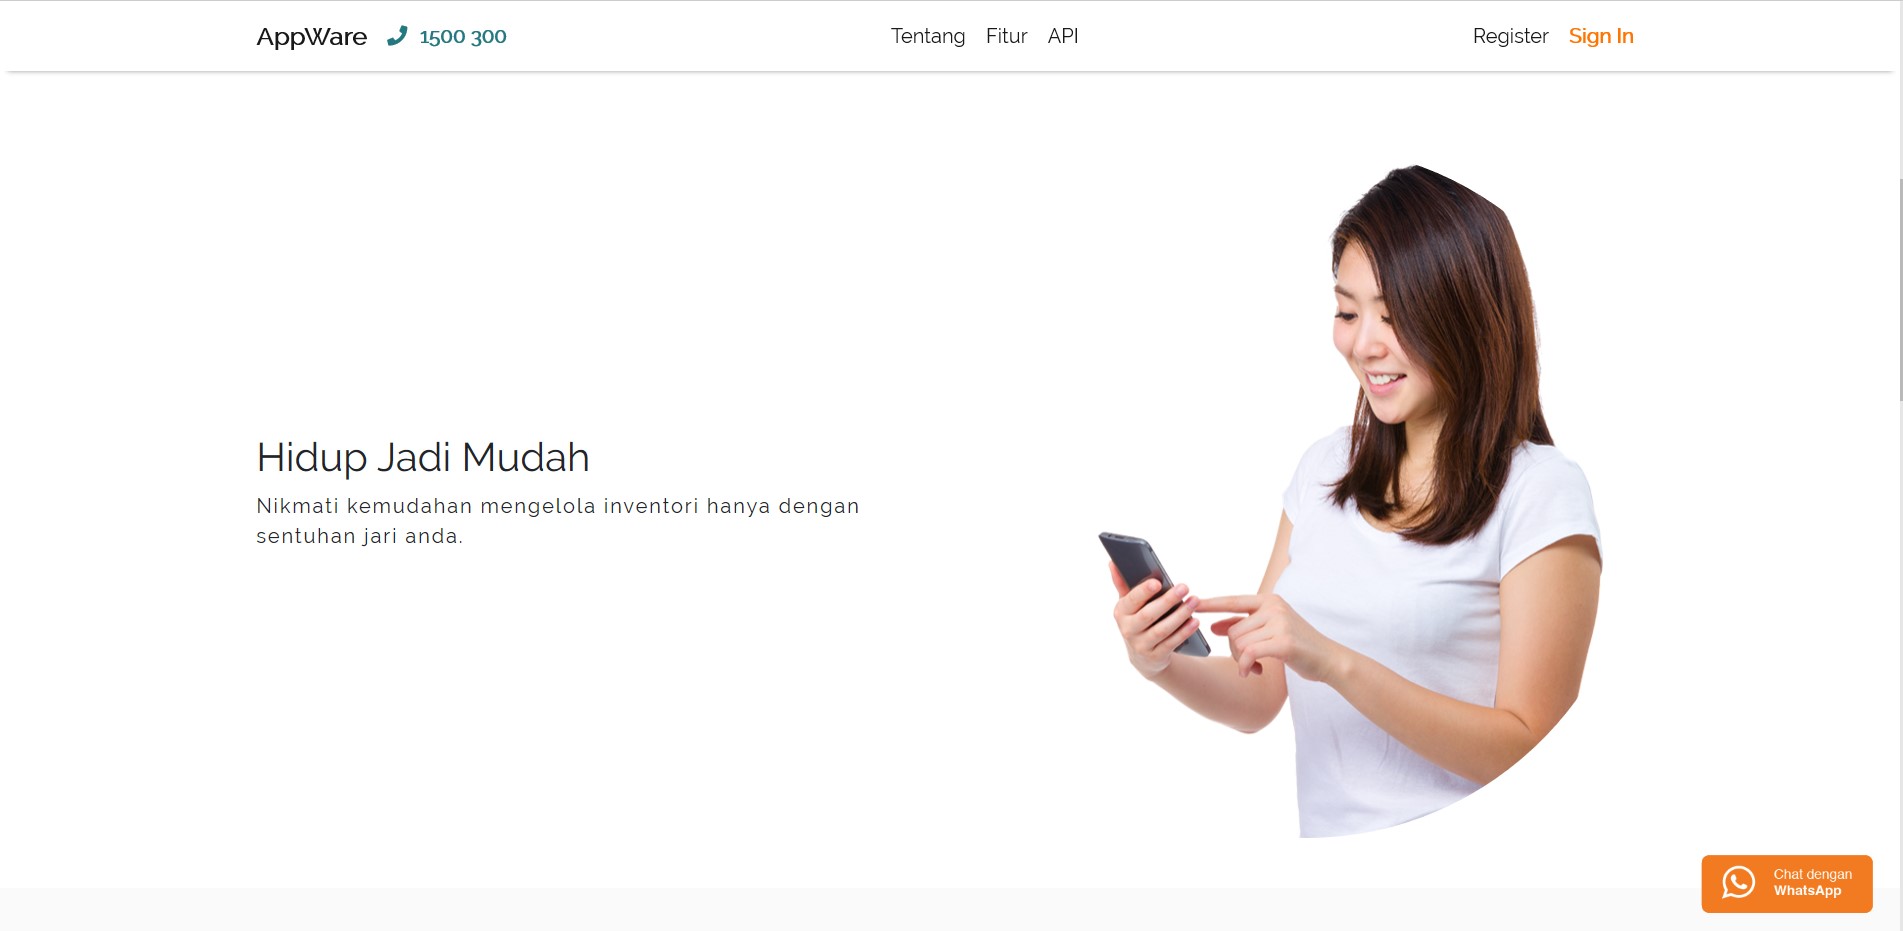 AppWare 1500 300 Tentang Fitur API Register Sign In
Hidup Jadi Mudah
Nikmati kemudahan mengelola inventori hanya dengan
sentuhan jari anda.
Chat dengan
WhatsApp